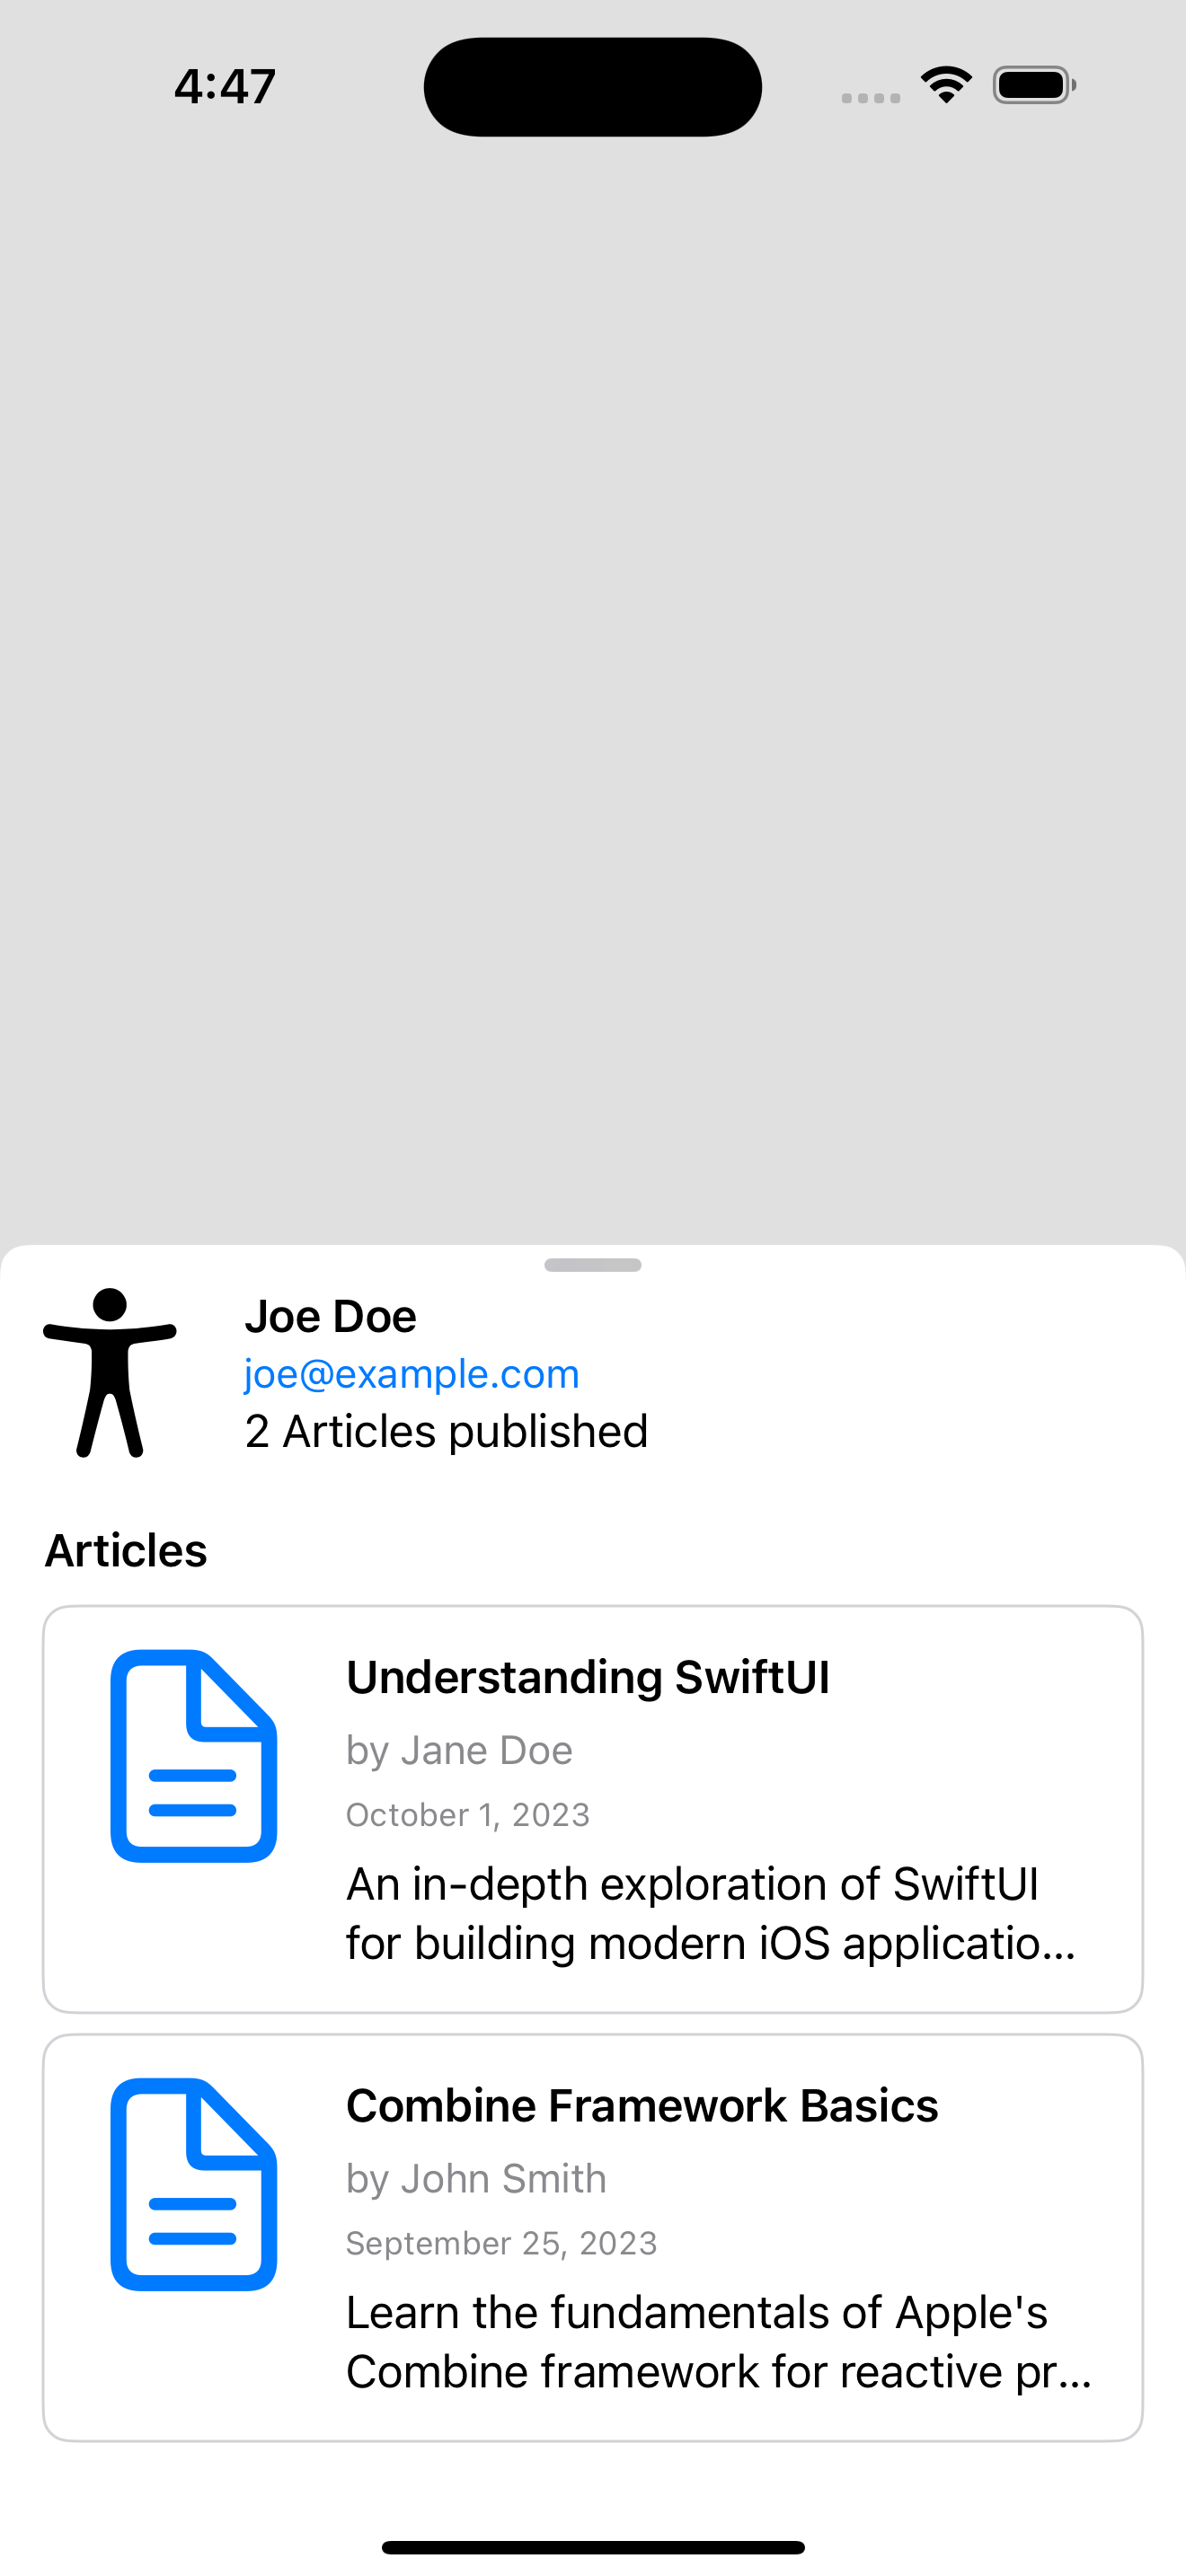 4:47
Joe Doe
joe@example.com
2 Articles published
Articles
Understanding SwiftUI
by Jane Doe
October 1, 2023
An in-depth exploration of SwiftUI
for building modern iOS applicatio...
Combine Framework Basics
by John Smith
September 25, 2023
Learn the fundamentals of Apple's
Combine framework for reactive pr...